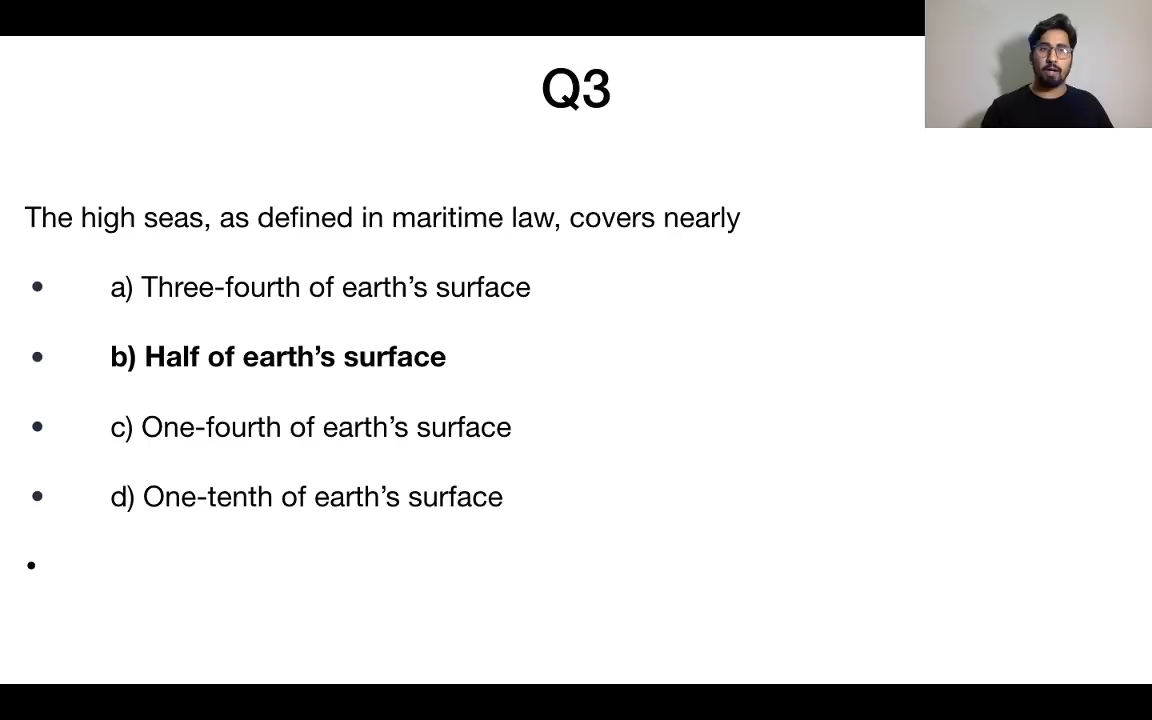 Q3
The high seas, as defined in maritime law, covers nearly
• a) Three-fourth of earth’s surface
• b) Half of earth’s surface
• c) One-fourth of earth’s surface
• d) One-tenth of earth’s surface
•